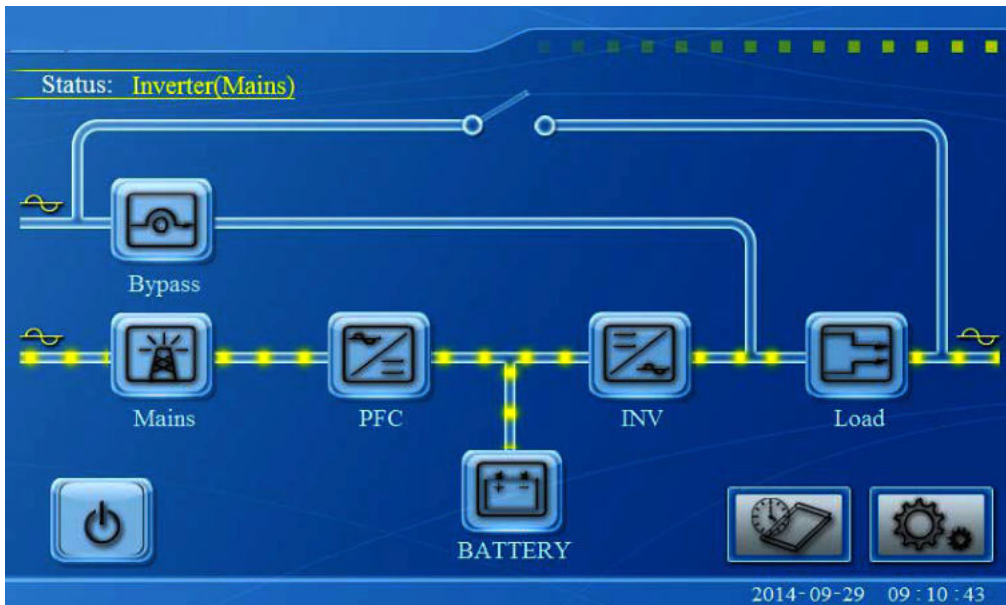 Status: Inverter(Mains)
Bypass
Mains PFC INV Load
BATTERY
2014-09-29 09:10:43